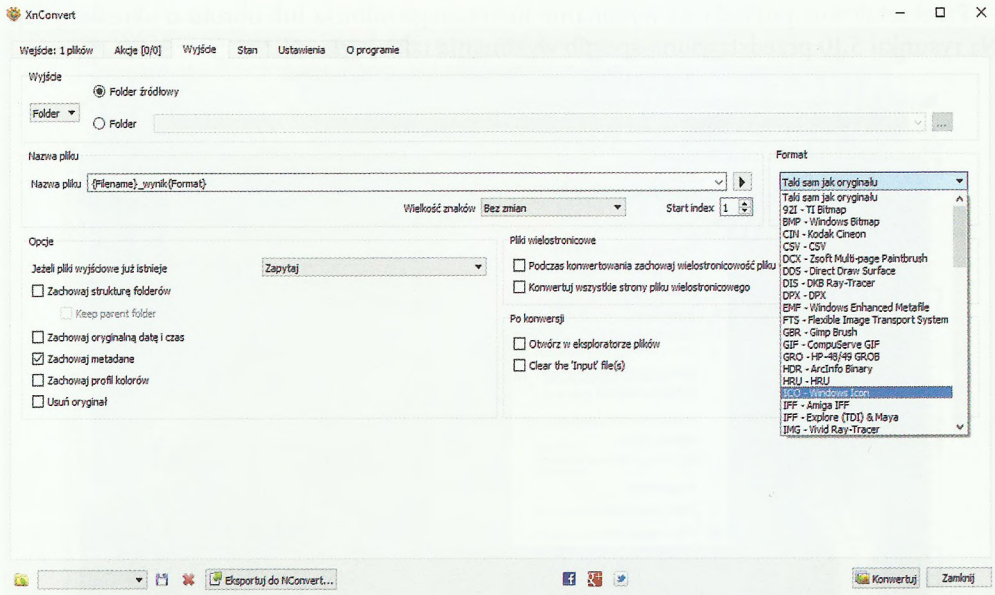 XnConvert
Wejście: 1 plików Akcje [0/0] Wyjście Stan Ustawienia O programie
Wyjście
Folder
Folder źródłowy
Folder
...
Nazwa pliku
Nazwa pliku {Filename}_wynik{Format}
Wielkość znaków Bez zmian Start index 1
Format
Taki sam jak oryginału
Taki sam jak oryginału
92I - TI Bitmap
BMP - Windows Bitmap
CIN - Kodak Cineon
CSV - CSV
DCX - Zsoft Multi-page Paintbrush
DDS - Direct Draw Surface
DIS - DKB Ray-Tracer
DPX - DPX
EMF - Windows Enhanced Metafile
FTS - Flexible Image Transport System
GBR - Gimp Brush
GIF - CompuServe GIF
GRO - HP-48/49 GROB
HDR - ArcInfo Binary
HRU - HRU
ICO - Windows Icon
IFF - Amiga IFF
IFF - Explore (TDI) & Maya
IMG - Vivid Ray-Tracer
Opcje
Jeżeli pliki wyjściowe już istnieje Zapytaj
Zachowaj strukturę folderów
Keep parent folder
Zachowaj oryginalną datę i czas
Zachowaj metadane
Zachowaj profil kolorów
Usuń oryginał
Pliki wielostronicowe
Podczas konwertowania zachowaj wielostronicowość pliku
Konwertuj wszystkie strony pliku wielostronicowego
Po konwersji
Otwórz w eksploratorze plików
Clear the 'Input' file(s)
Eksportuj do NConvert...
Konwertuj
Zamknij